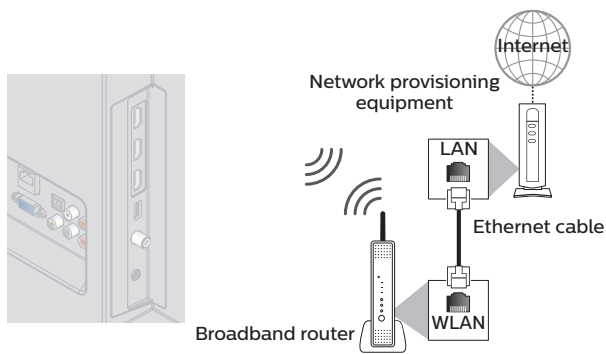 Internet
Network provisioning
equipment
LAN
Ethernet cable
WLAN
Broadband router